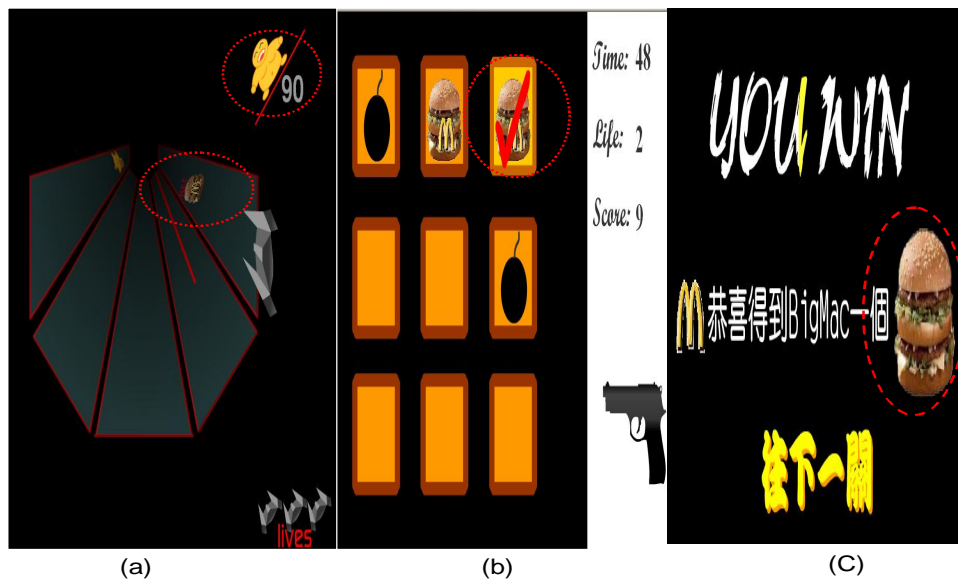 90
lives
(a)
Time: 48
Life: 2
Score: 9
(b)
YOU WIN
恭喜得到BigMac一個
往下一關
(C)